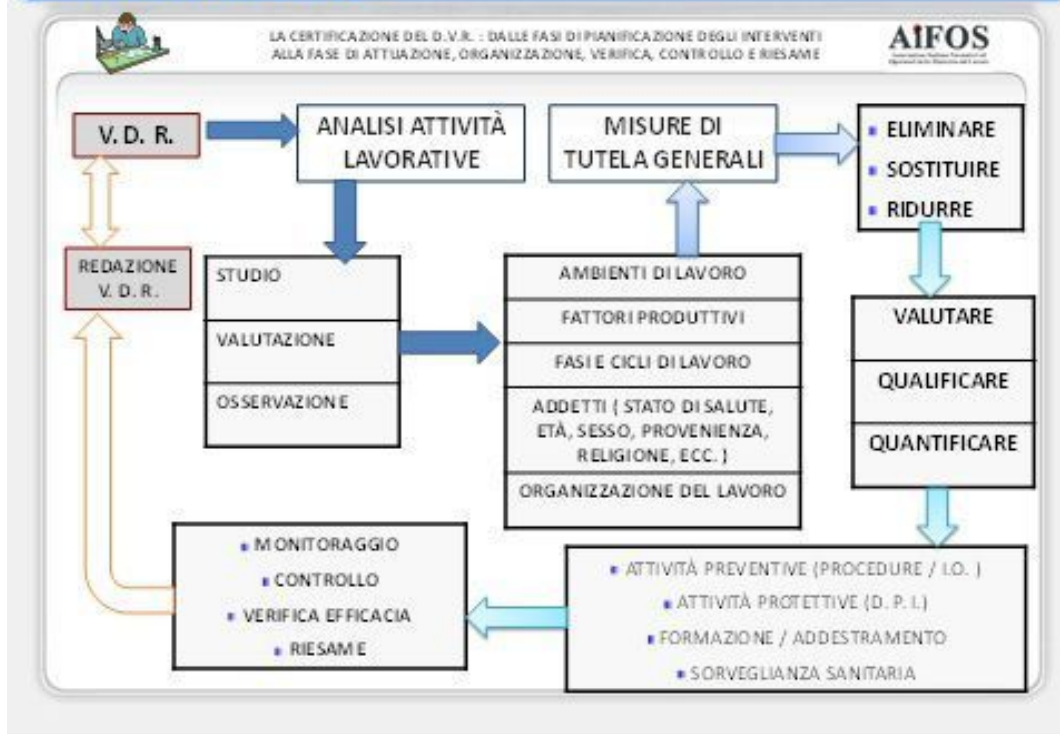 LA CERTIFICAZIONE DEL D.V.R. : DALLE FASI DI PIANIFICAZIONE DEGLI INTERVENTI
ALLA FASE DI ATTUAZIONE, ORGANIZZAZIONE, VERIFICA, CONTROLLO E RIESAME
AiFOS
V. D. R.
ANALISI ATTIVITÀ
LAVORATIVE
MISURE DI
TUTELA GENERALI
ELIMINARE
SOSTITUIRE
RIDURRE
REDAZIONE
V. D. R.
STUDIO
VALUTAZIONE
OSSERVAZIONE
AMBIENTI DI LAVORO
FATTORI PRODUTTIVI
FASI E CICLI DI LAVORO
ADDETTI ( STATO DI SALUTE,
ETÀ, SESSO, PROVENIENZA,
RELIGIONE, ECC. )
ORGANIZZAZIONE DEL LAVORO
VALUTARE
QUALIFICARE
QUANTIFICARE
MONITORAGGIO
CONTROLLO
VERIFICA EFFICACIA
RIESAME
ATTIVITÀ PREVENTIVE (PROCEDURE / I.O. )
ATTIVITÀ PROTETTIVE (D. P. I.)
FORMAZIONE / ADDESTRAMENTO
SORVEGLIANZA SANITARIA